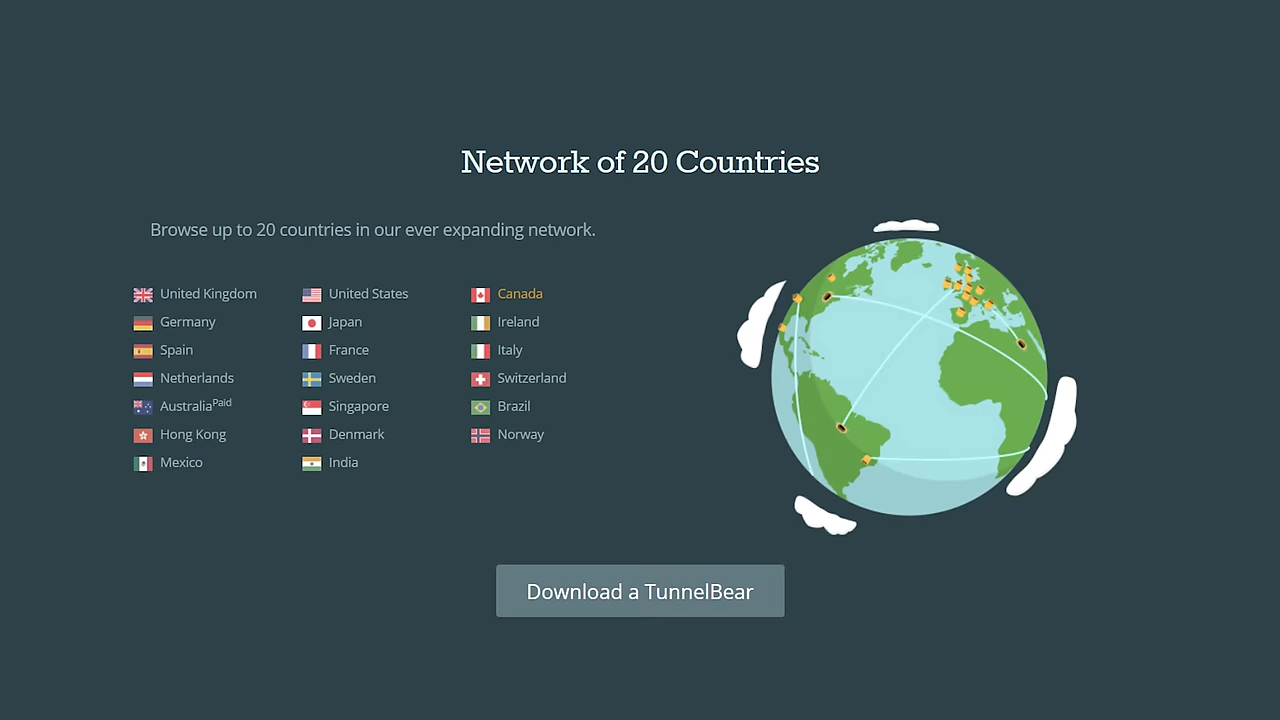 Network of 20 Countries
Browse up to 20 countries in our ever expanding network.
United Kingdom United States Canada
Germany Japan Ireland
Spain France Italy
Netherlands Sweden Switzerland
AustraliaPaid Singapore Brazil
Hong Kong Denmark Norway
Mexico India
Download a TunnelBear